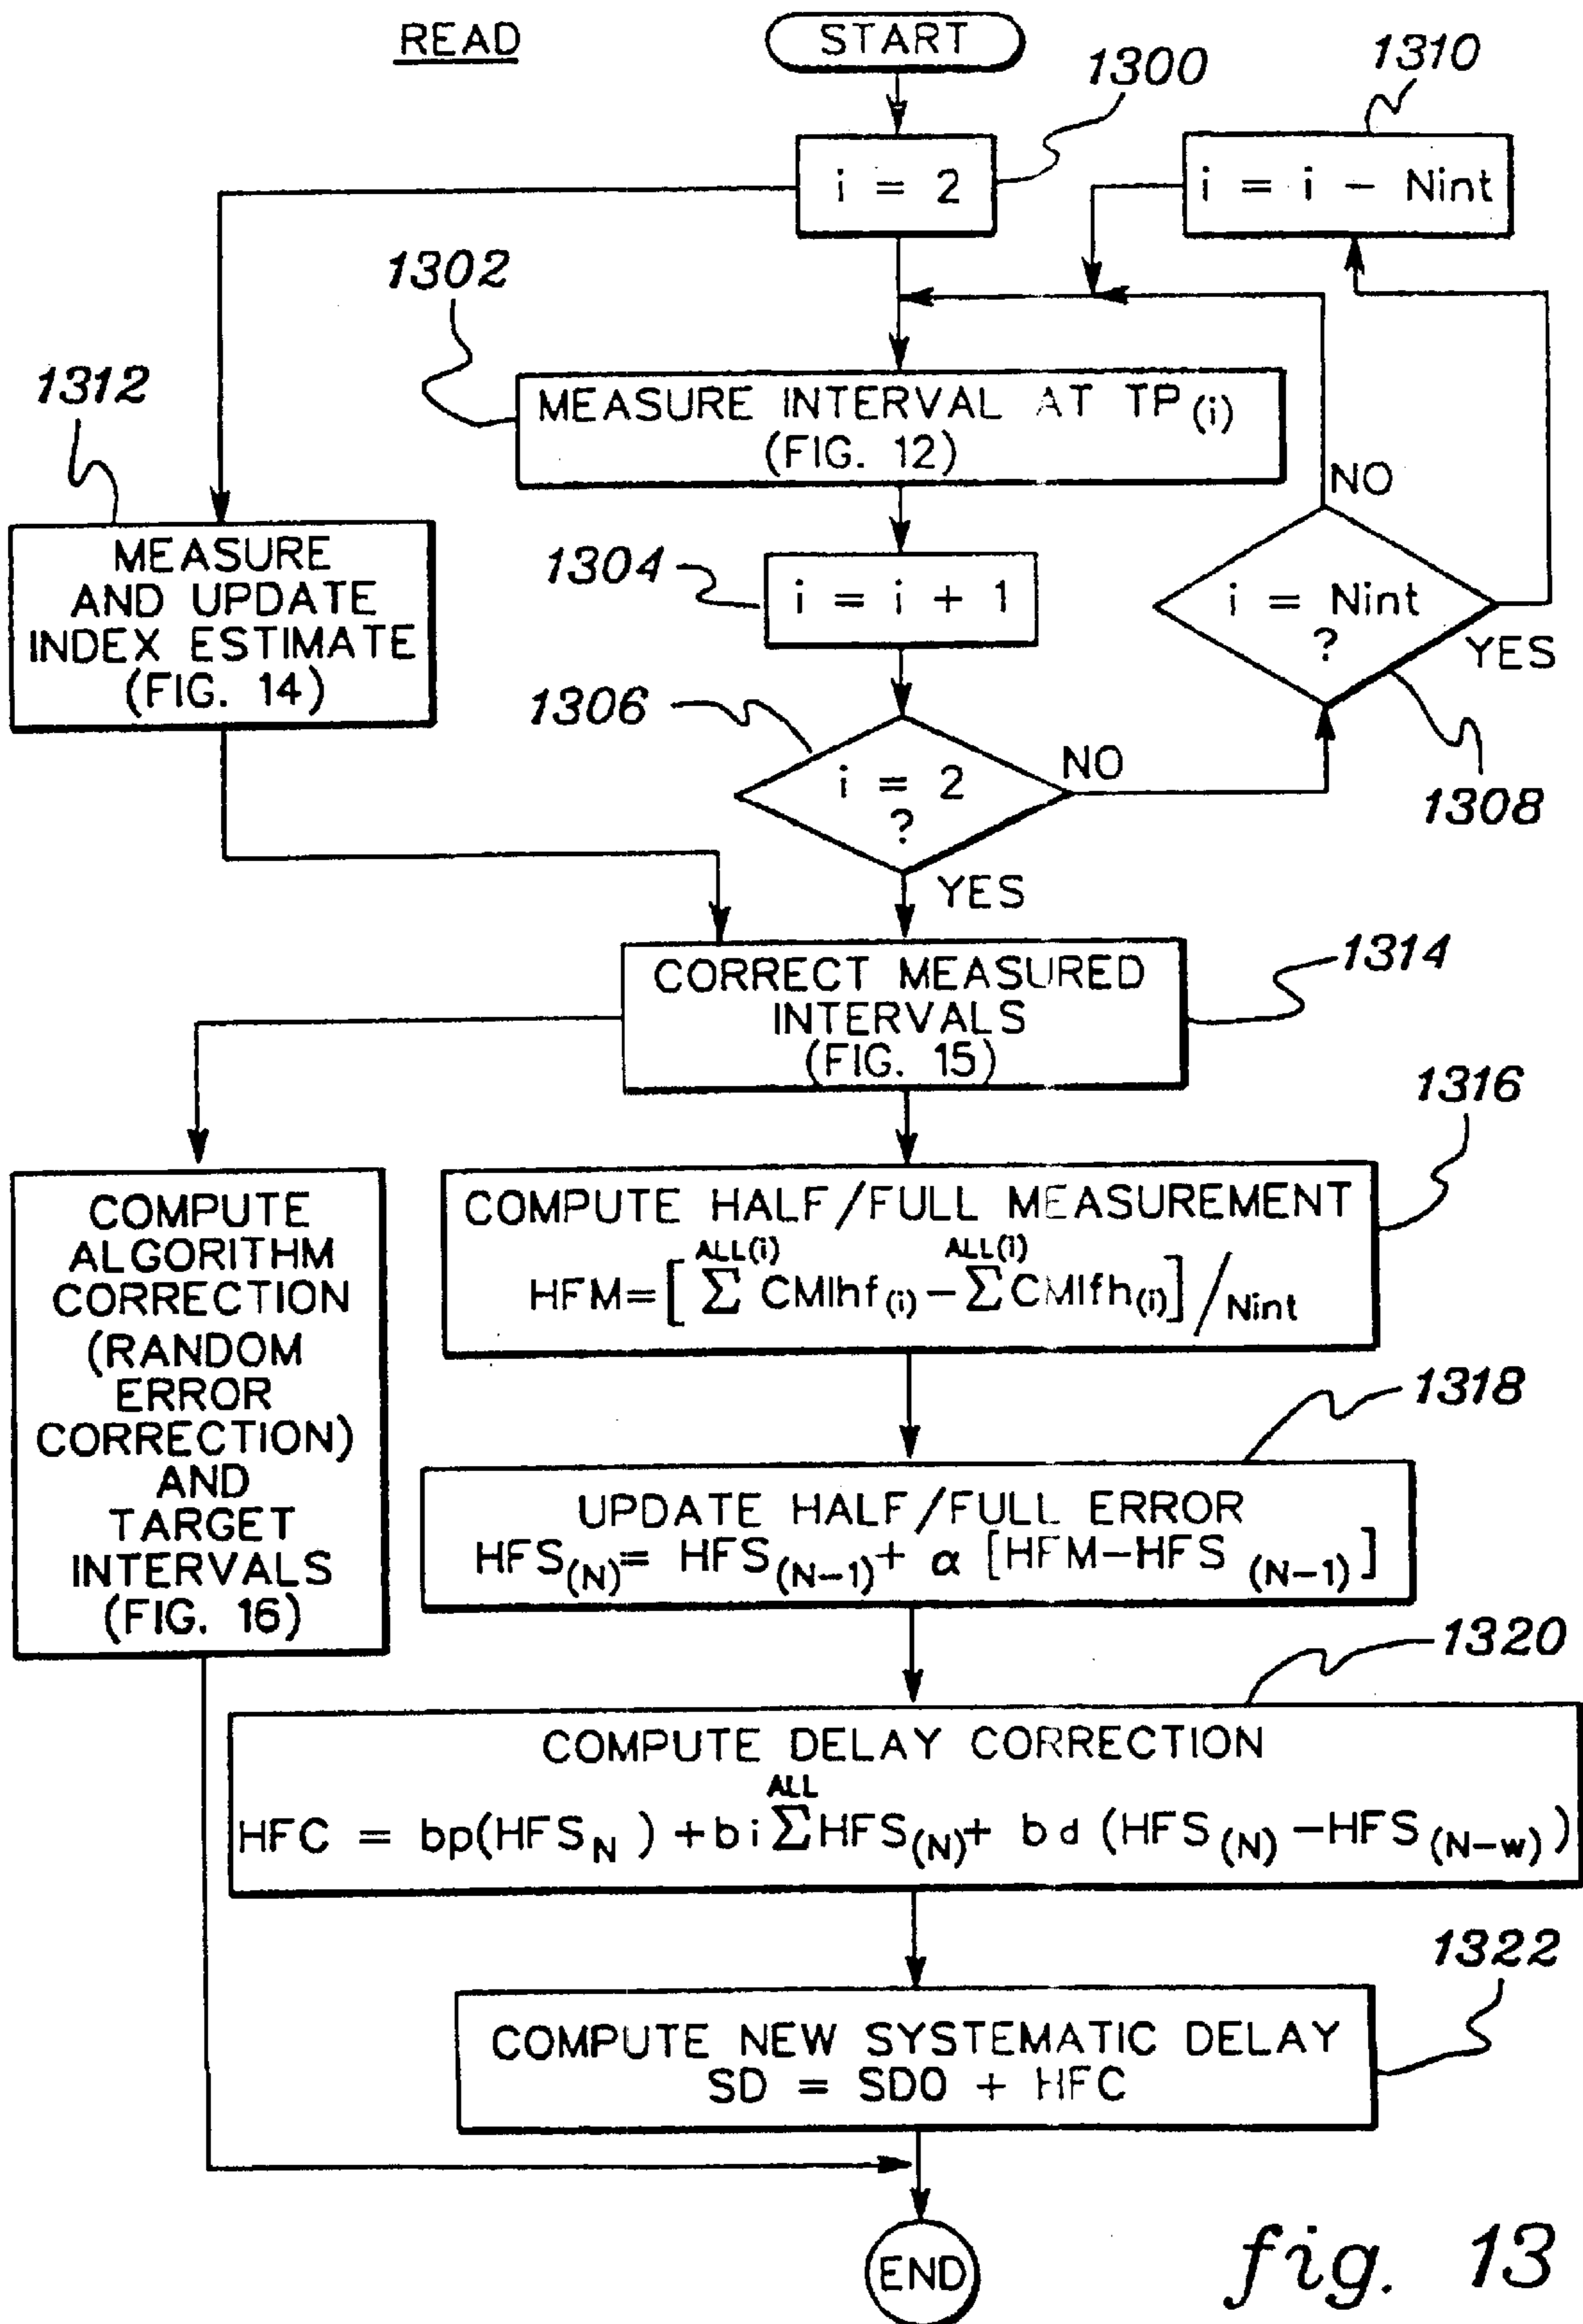 READ
START
1300
1310
i = 2
i = i - Nint
1302
MEASURE INTERVAL AT TP(i)
(FIG. 12)
1312
MEASURE
AND UPDATE
INDEX ESTIMATE
(FIG. 14)
NO
1304
i = i + 1
i = Nint
?
YES
1306
i = 2
?
NO
1308
YES
CORRECT MEASURED
INTERVALS
(FIG. 15)
1314
1316
COMPUTE
ALGORITHM
CORRECTION
(RANDOM
ERROR
CORRECTION)
AND
TARGET
INTERVALS
(FIG. 16)
COMPUTE HALF/FULL MEASUREMENT
ALL(i) ALL(i)
HFM=[ Σ CMIhf(i) - Σ CMIfh(i)] /Nint
1318
UPDATE HALF/FULL ERROR
HFS(N)= HFS(N-1)+ α [HFM-HFS (N-1)]
1320
COMPUTE DELAY CORRECTION
ALL
HFC = bp(HFSN ) +bi Σ HFS(N)+ bd (HFS(N) -HFS(N-w))
1322
COMPUTE NEW SYSTEMATIC DELAY
SD = SDO + HFC
END
fig. 13